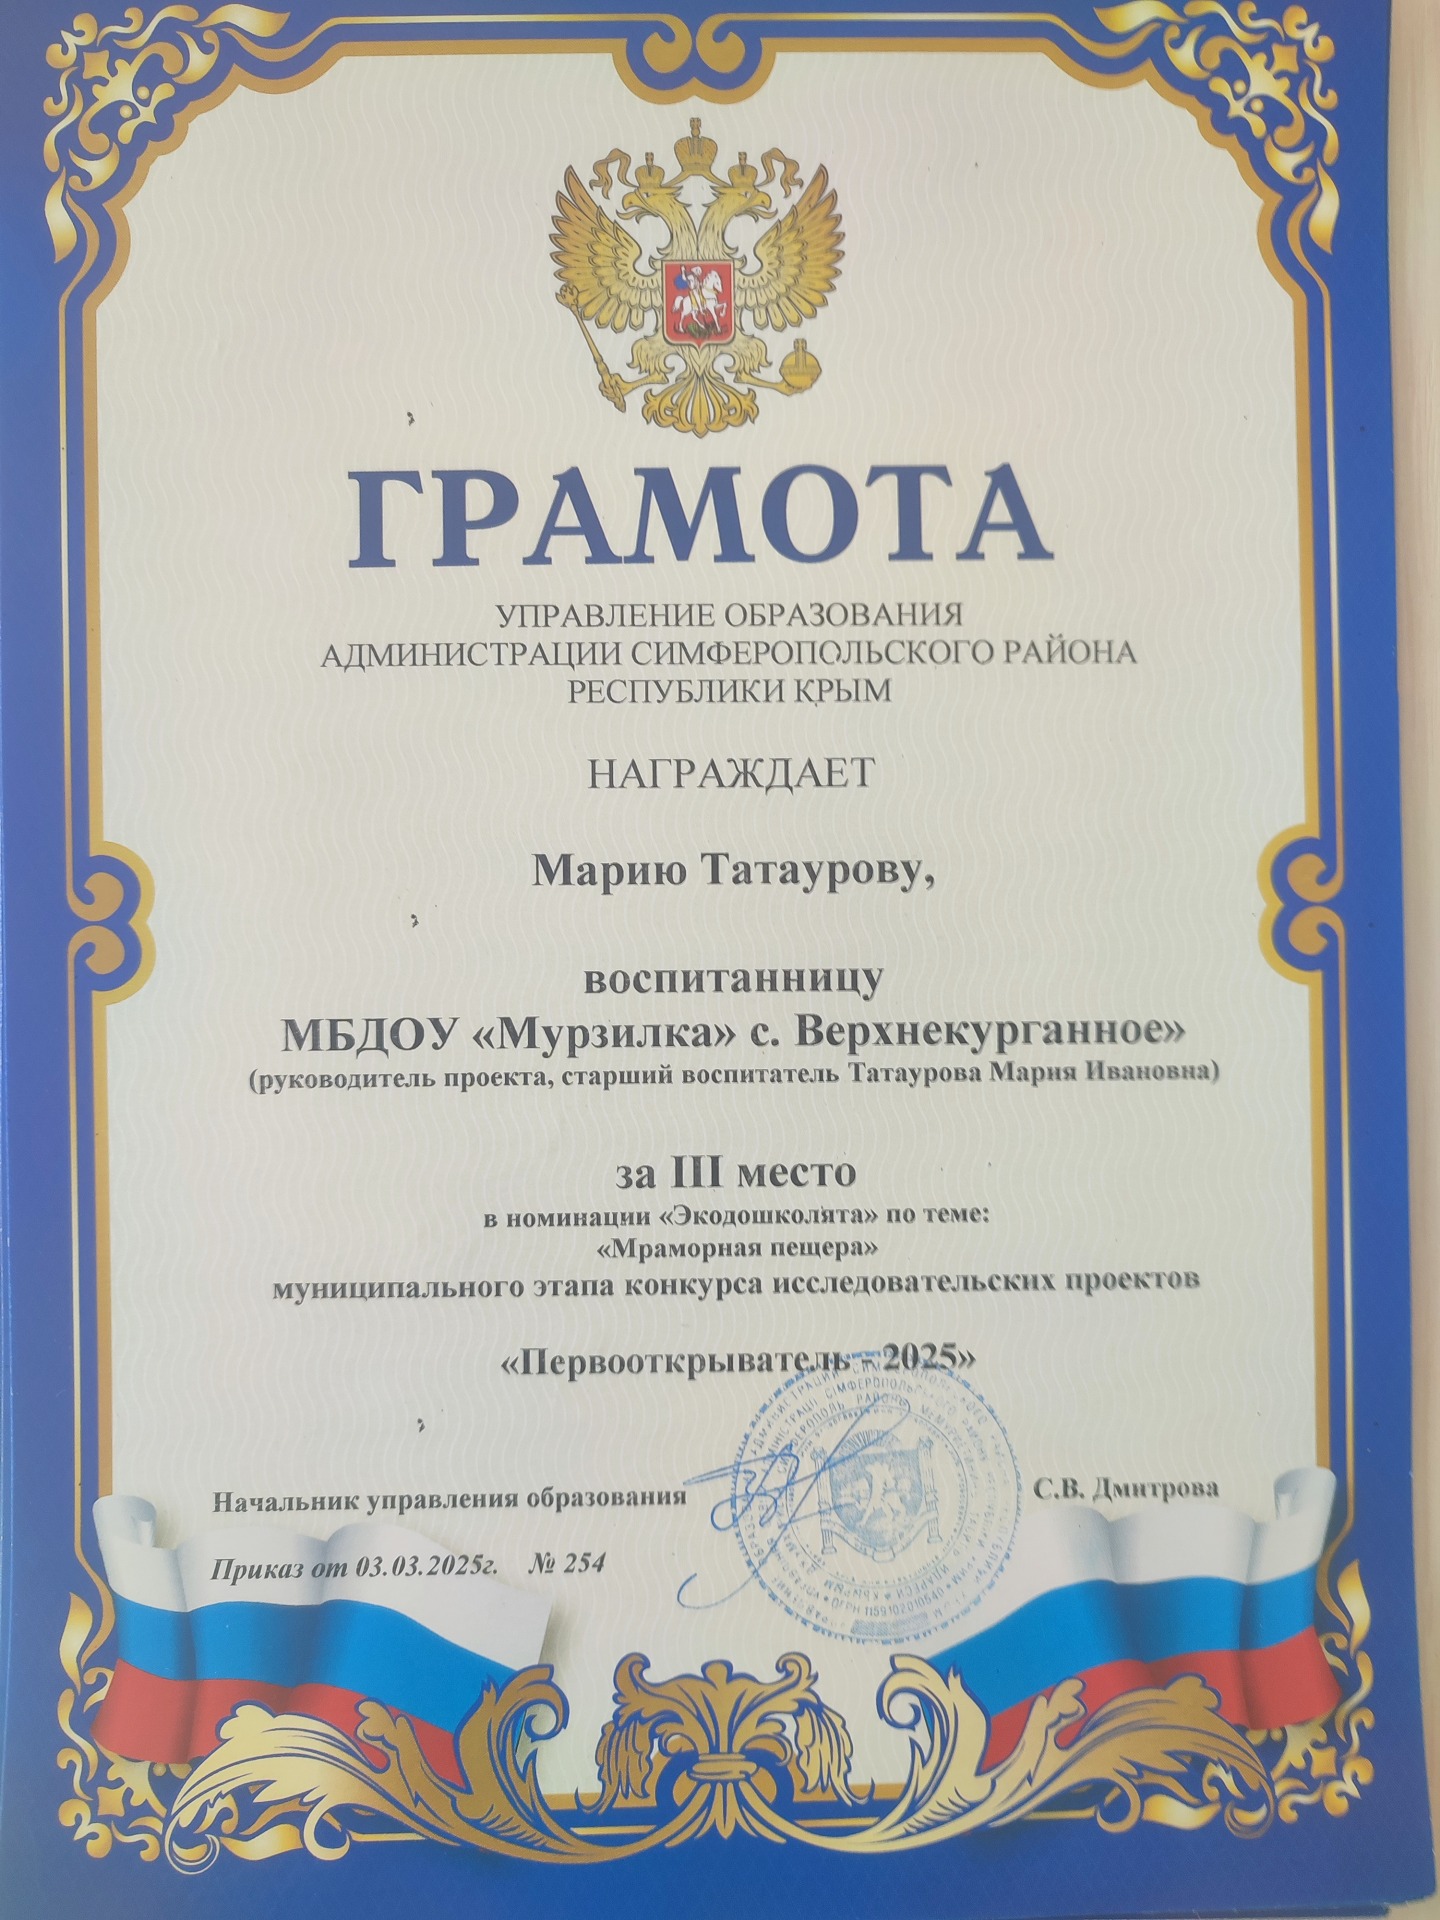 ГРАМОТА
УПРАВЛЕНИЕ ОБРАЗОВАНИЯ
АДМИНИСТРАЦИИ СИМФЕРОПОЛЬСКОГО РАЙОНА
РЕСПУБЛИКИ КРЫМ
НАГРАЖДАЕТ
Марию Татаурову,
воспитанницу
МБДОУ «Мурзилка» с. Верхнекурганное»
(руководитель проекта, старший воспитатель Татаурова Мария Ивановна)
за III место
в номинации «Экодошколята» по теме:
«Мраморная пещера»
муниципального этапа конкурса исследовательских проектов
«Первооткрыватель - 2025»
Начальник управления образования
С.В. Дмитрова
Приказ от 03.03.2025г. № 254